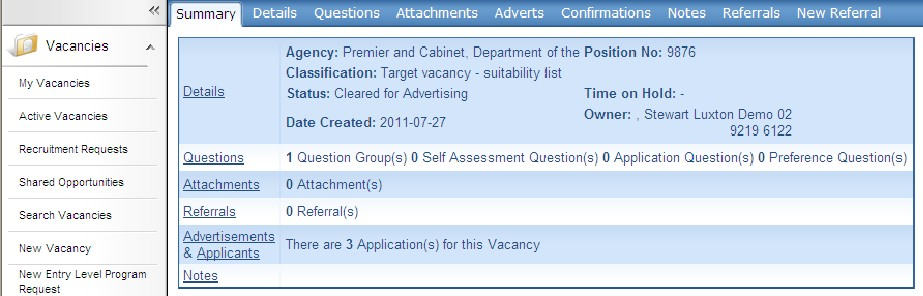 «
Summary Details Questions Attachments Adverts Confirmations Notes Referrals New Referral
Vacancies
My Vacancies
Active Vacancies
Recruitment Requests
Shared Opportunities
Search Vacancies
New Vacancy
New Entry Level Program
Request
Details
Agency: Premier and Cabinet, Department of the Position No: 9876
Classification: Target vacancy - suitability list
Status: Cleared for Advertising Time on Hold: -
Date Created: 2011-07-27 Owner: , Stewart Luxton Demo 02
9219 6122
Questions 1 Question Group(s) 0 Self Assessment Question(s) 0 Application Question(s) 0 Preference Question(s)
Attachments 0 Attachment(s)
Referrals 0 Referral(s)
Advertisements
& Applicants There are 3 Application(s) for this Vacancy
Notes